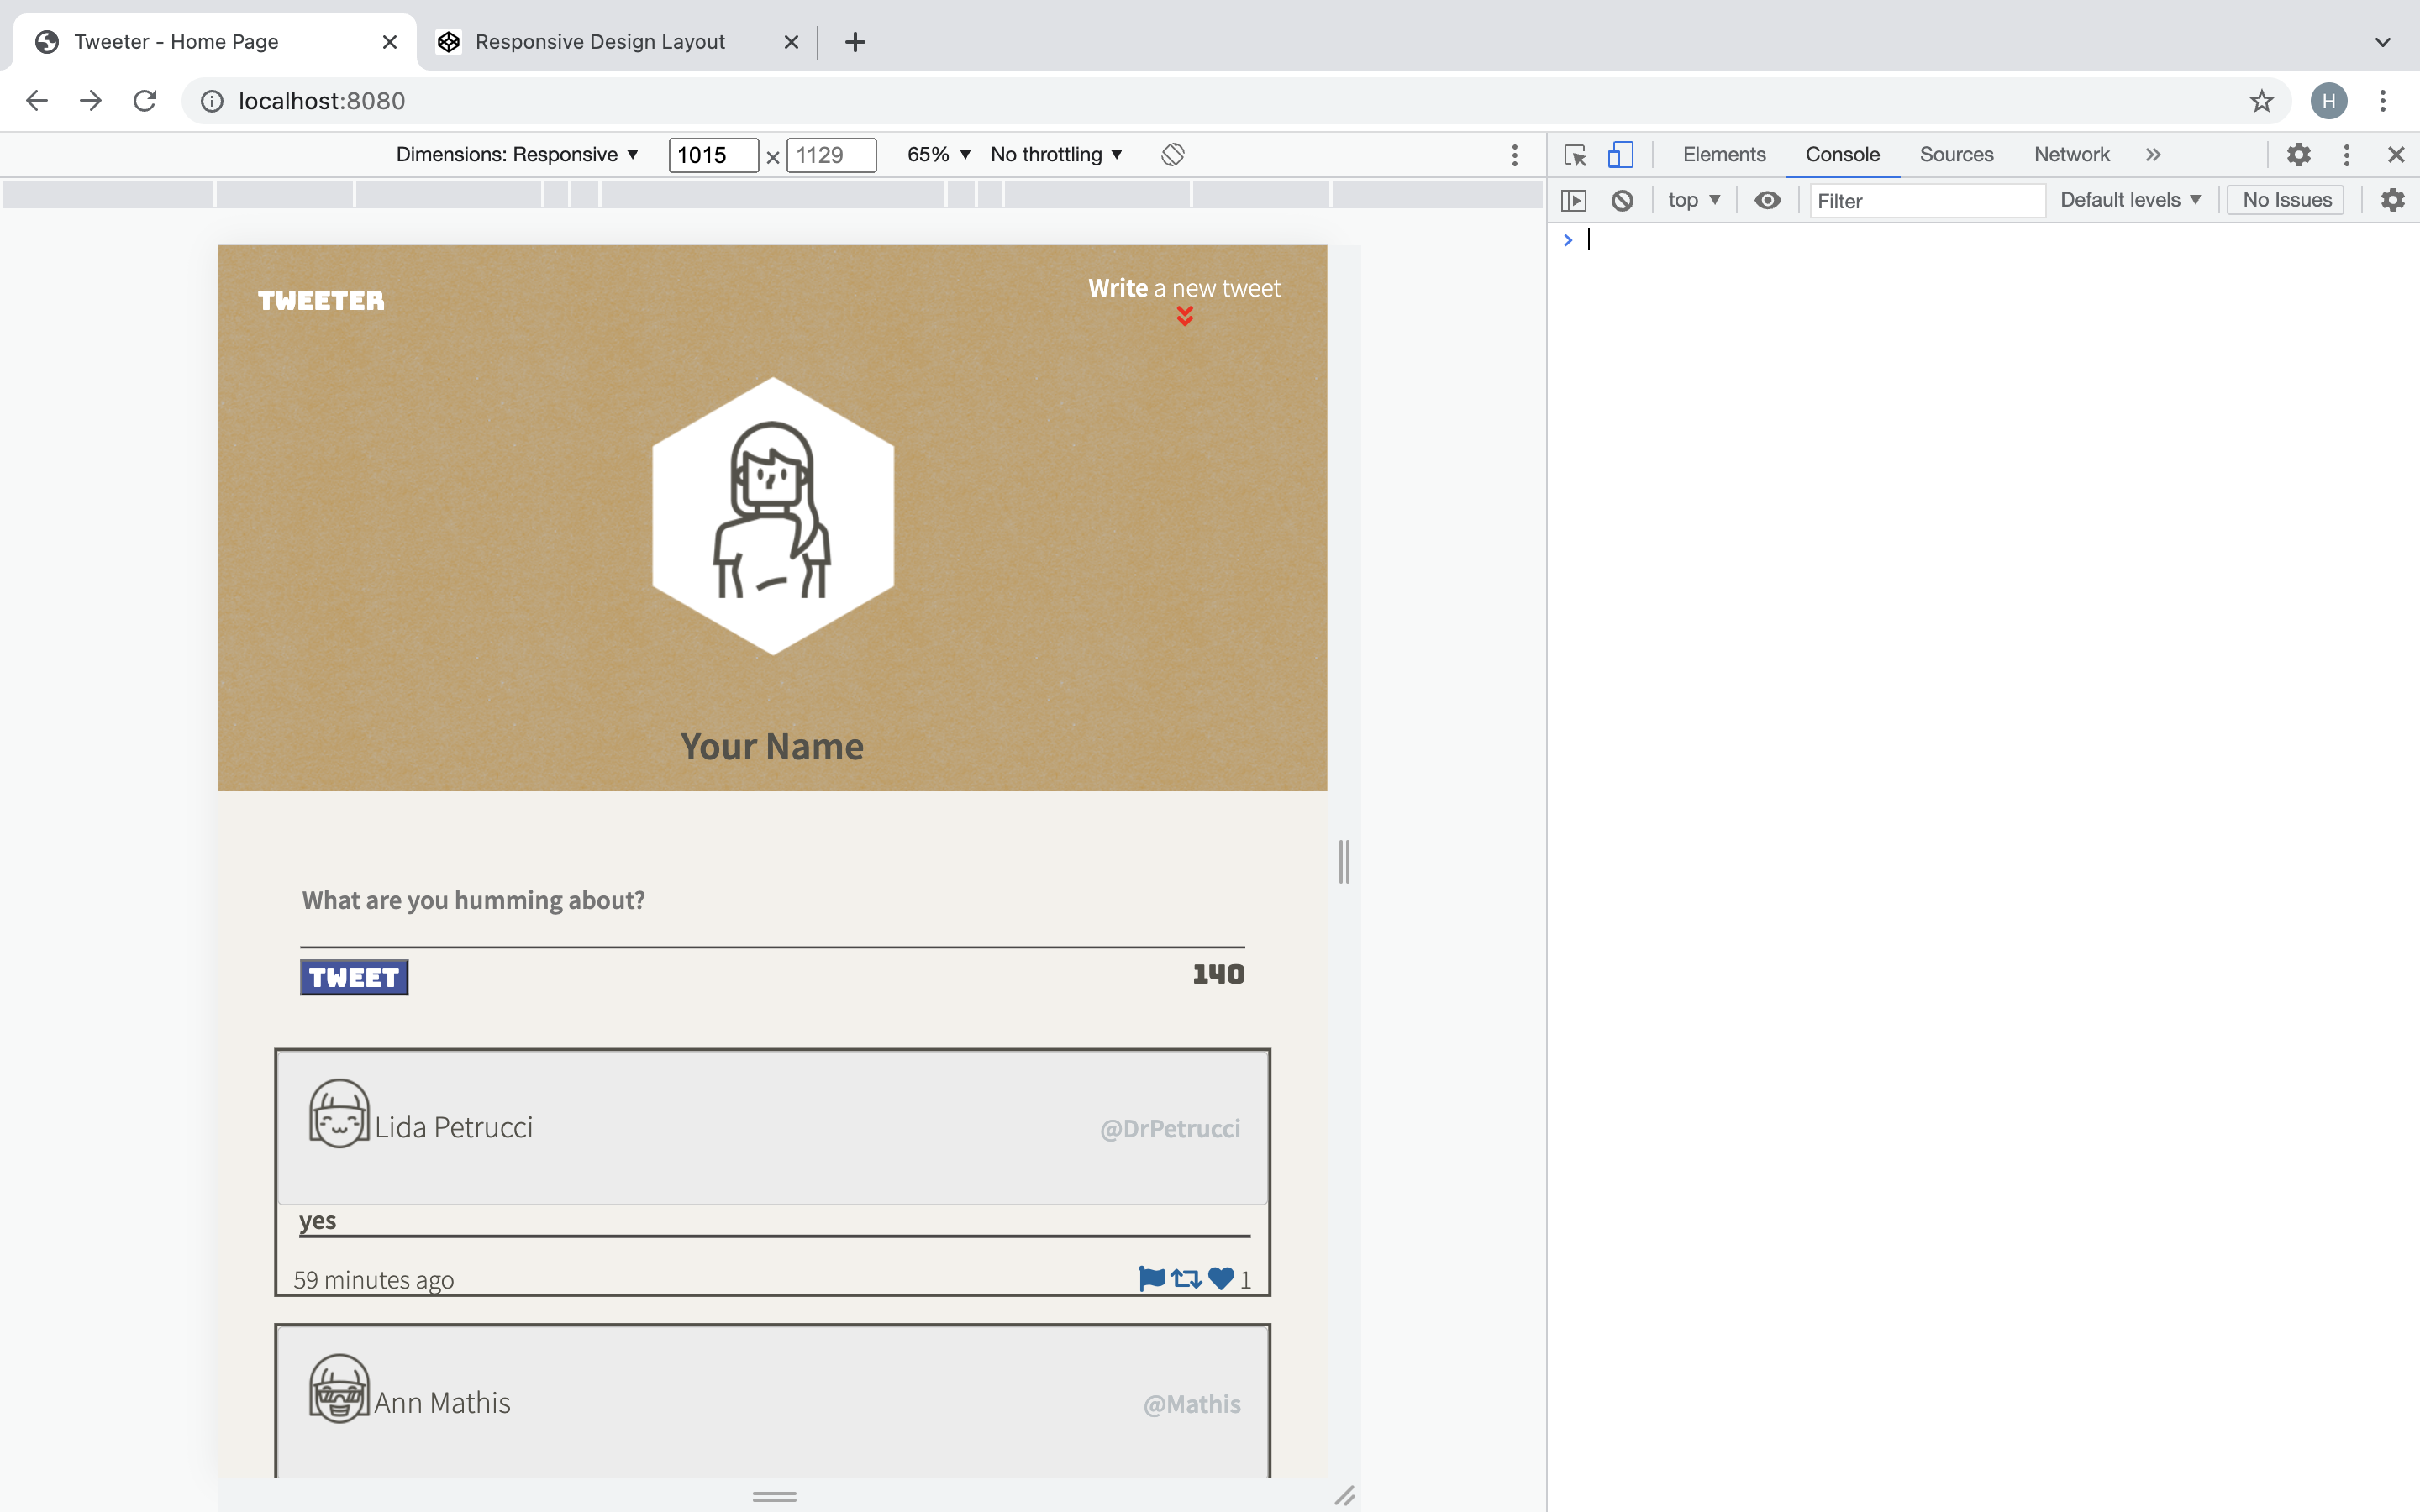 Tweeter - Home Page
Responsive Design Layout
localhost:8080
H
Dimensions: Responsive 1015 × 1129 65% No throttling
Elements Console Sources Network
top Filter Default levels No Issues
TWEETER
Write a new tweet
Your Name
What are you humming about?
TWEET 140
Lida Petrucci @DrPetrucci
yes
59 minutes ago 1
Ann Mathis @Mathis